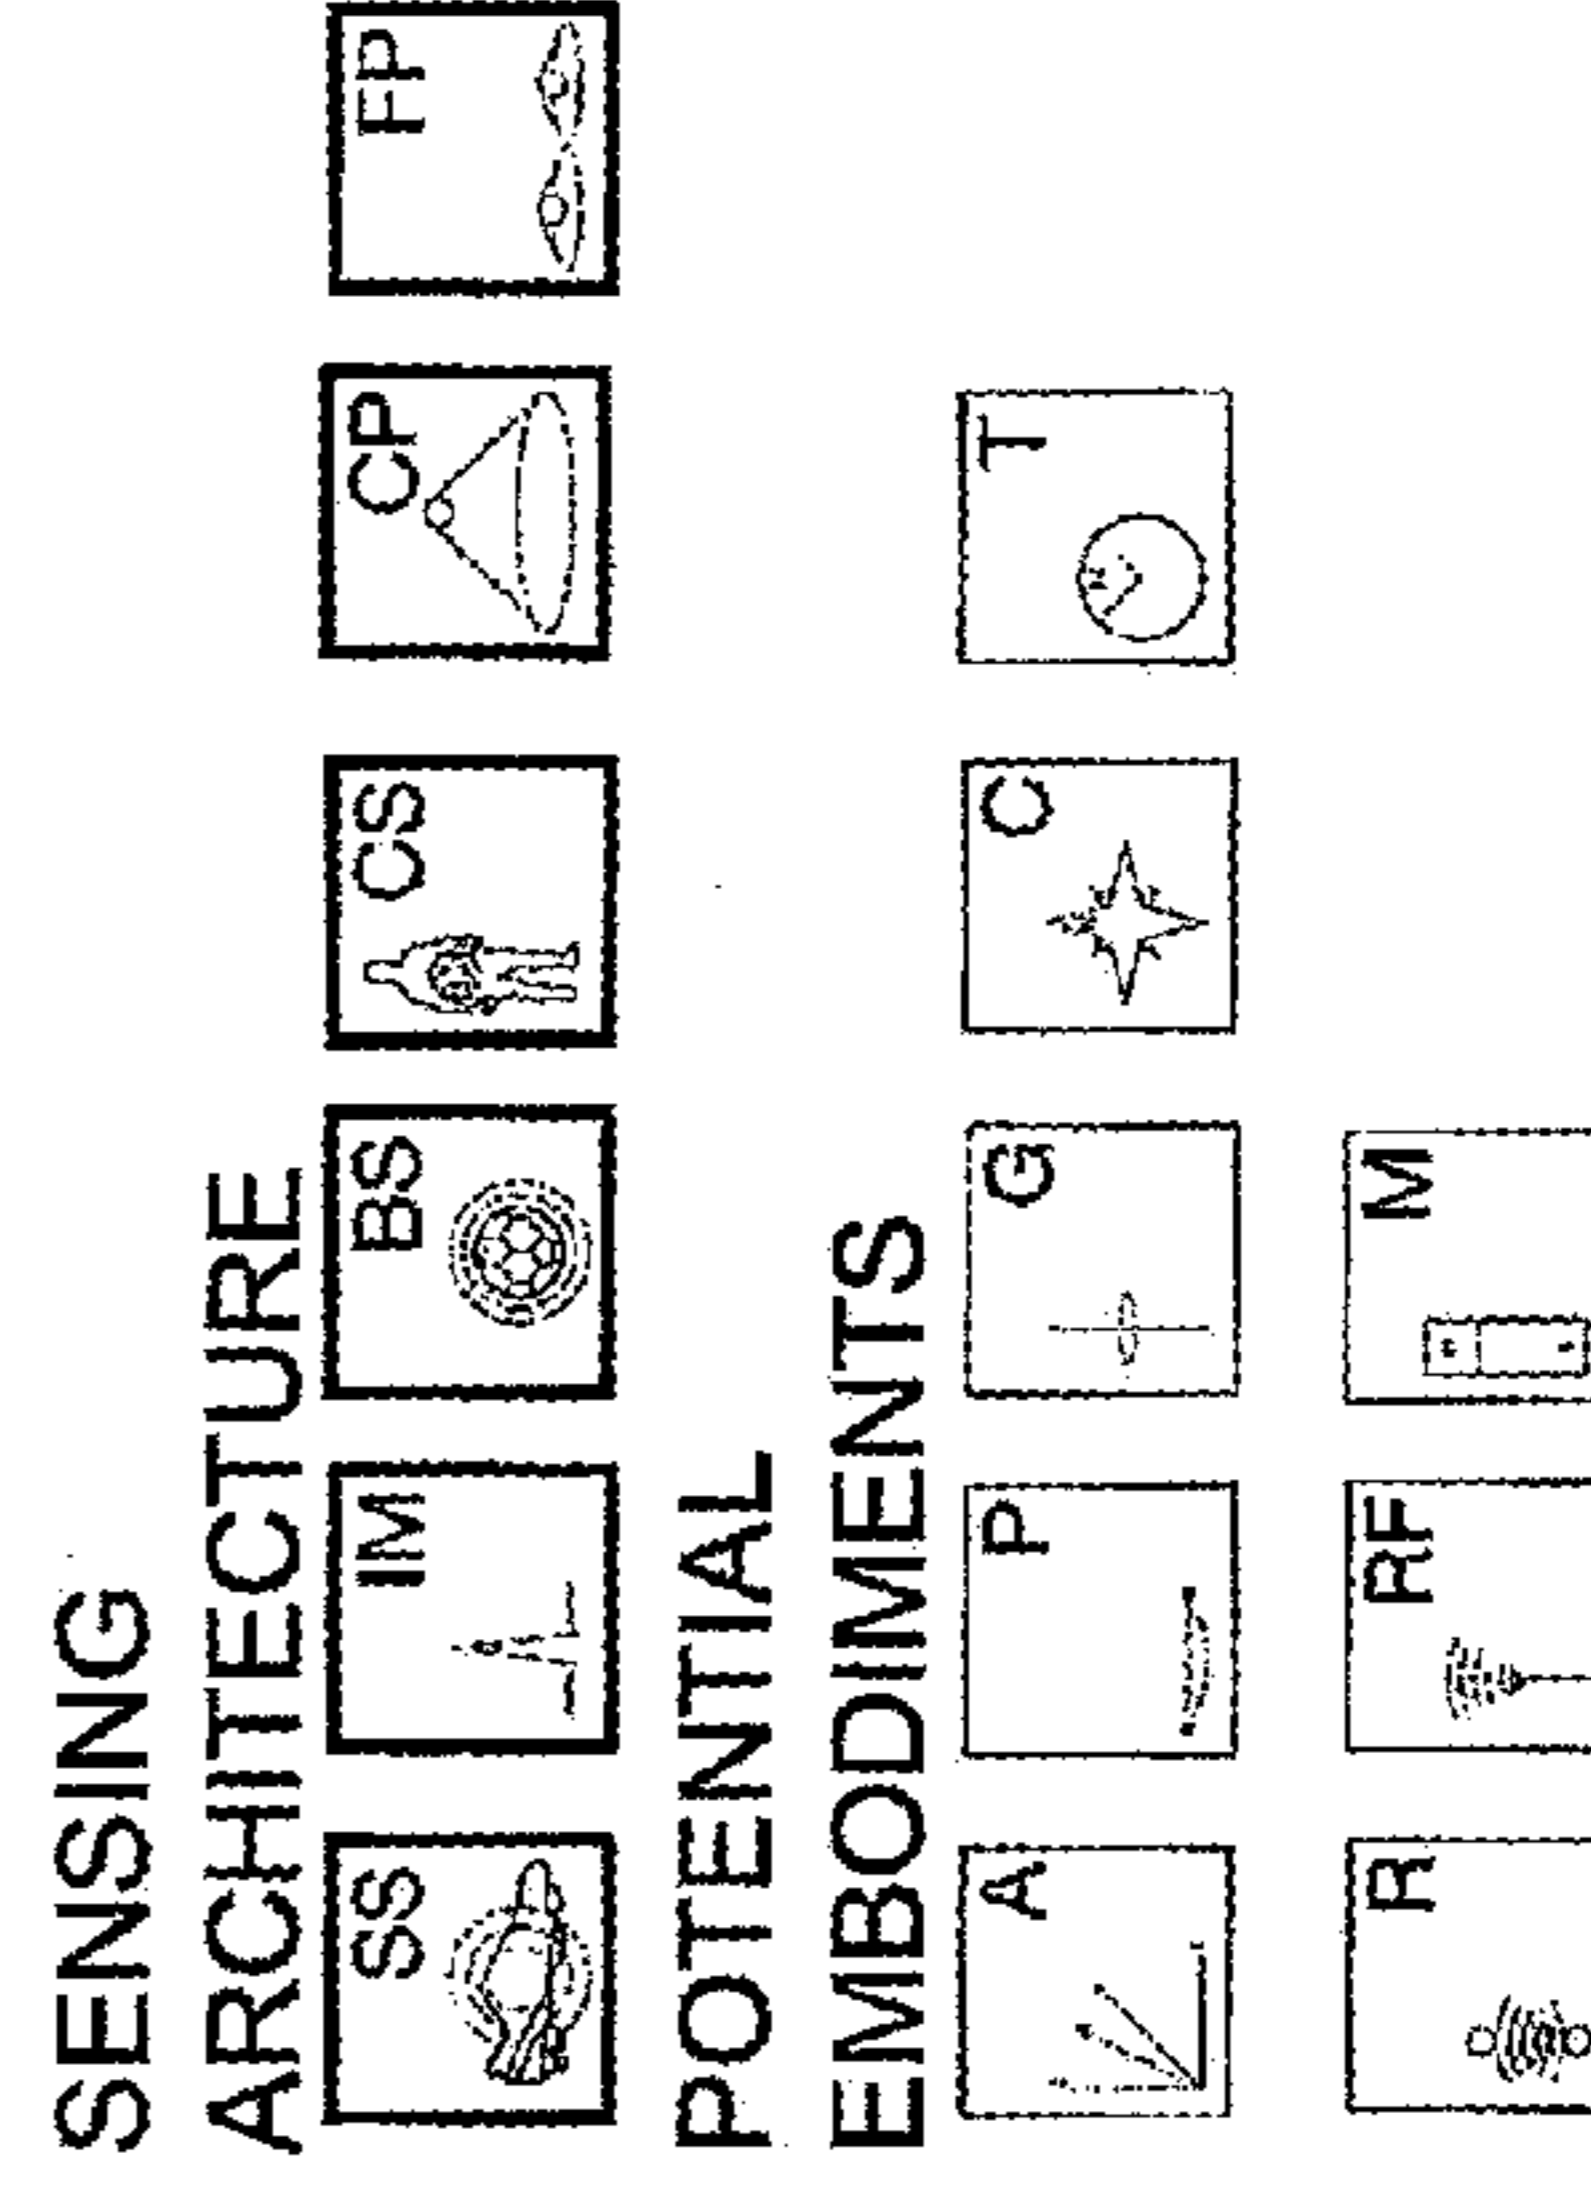 SENSING
ARCHITECTURE
SS IM BS CS CP FP
POTENTIAL
EMBODIMENTS
A P G C T
R RF M